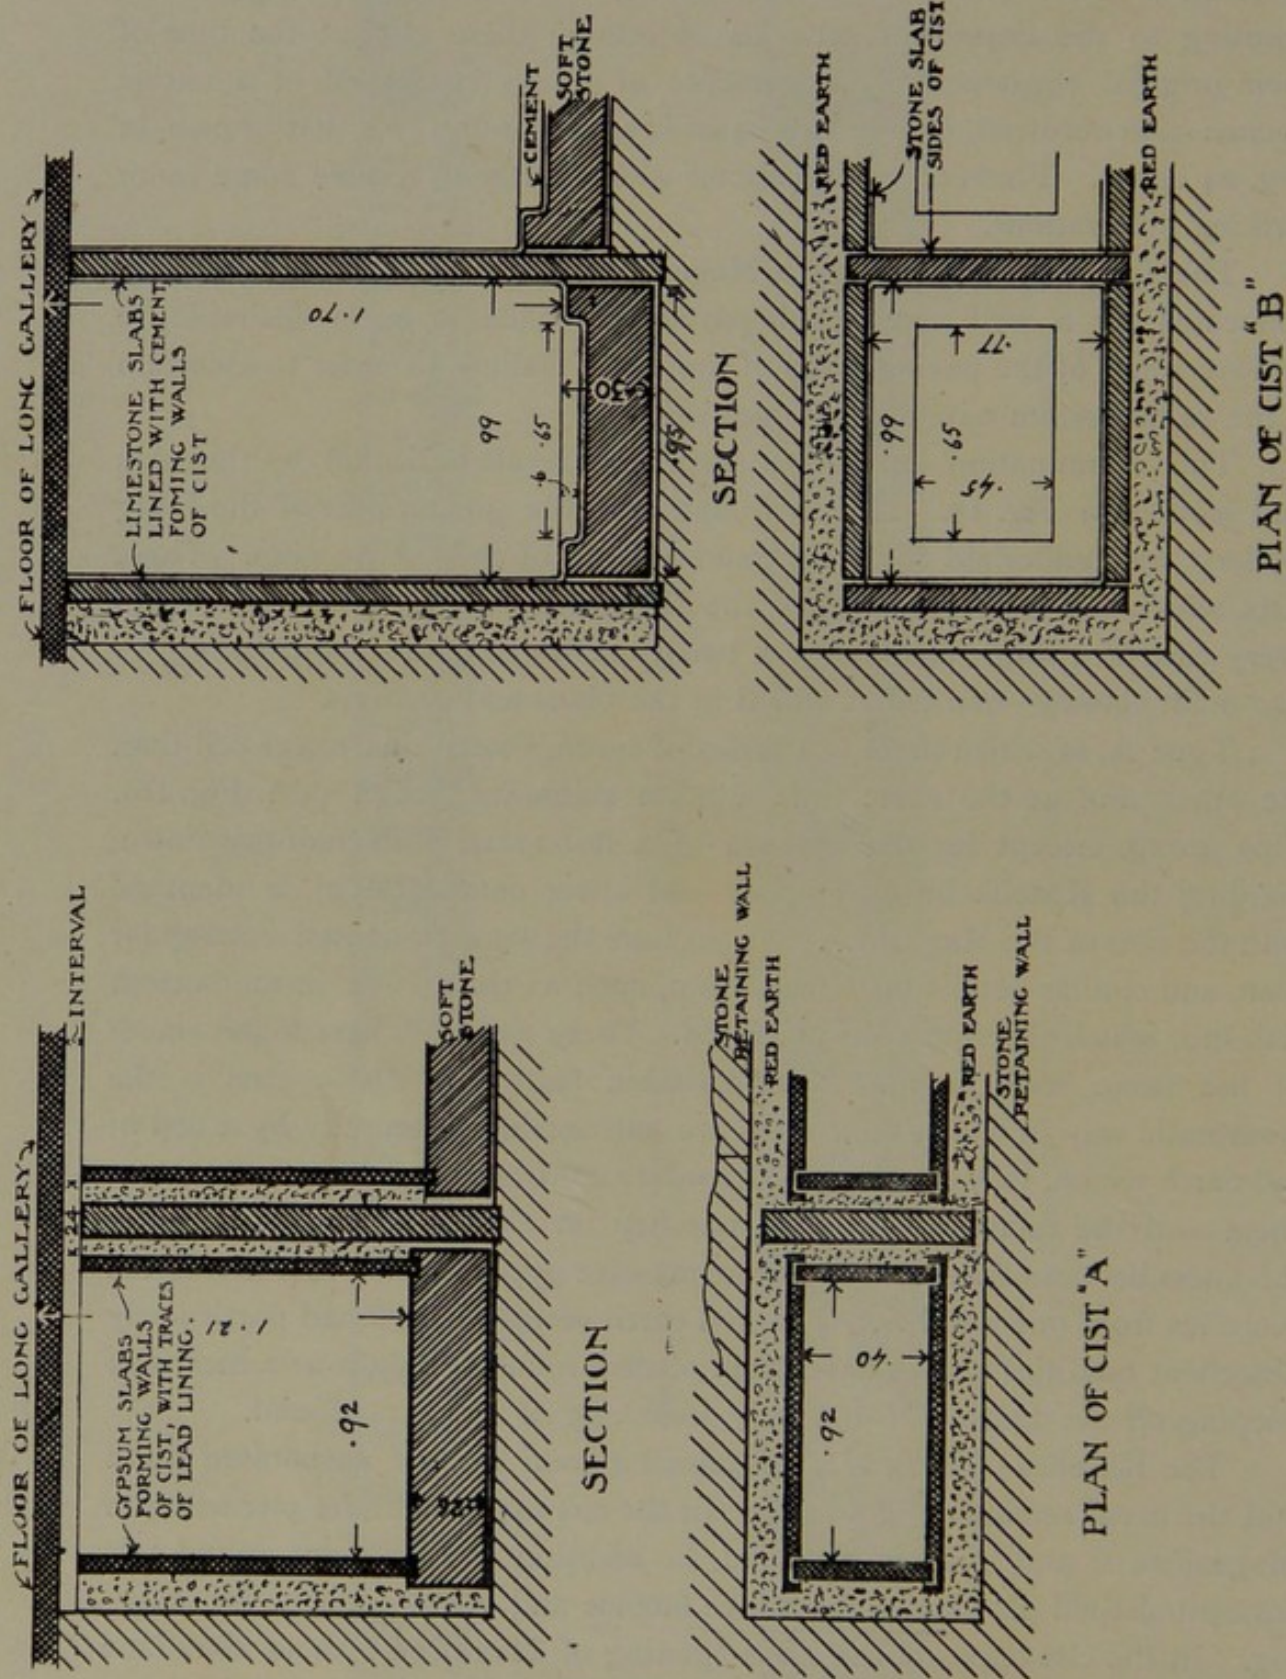 FLOOR OF LONG GALLERY
INTERVAL
.24
GYPSUM SLABS
FORMING WALLS
OF CIST, WITH TRACES
OF LEAD LINING.
1.21
.92
.26
SOFT
STONE
SECTION
STONE
RETAINING WALL
RED EARTH
.92
.40
RED EARTH
STONE
RETAINING WALL
PLAN OF CIST "A"
FLOOR OF LONG GALLERY
LIMESTONE SLABS
LINED WITH CEMENT
FOMING WALLS
OF CIST
1.70
.99
.6 .65
.30
.95
CEMENT
SOFT
STONE
SECTION
RED EARTH
STONE SLAB
SIDES OF CIST
.99
.77
.65
.45
RED EARTH
PLAN OF CIST "B"